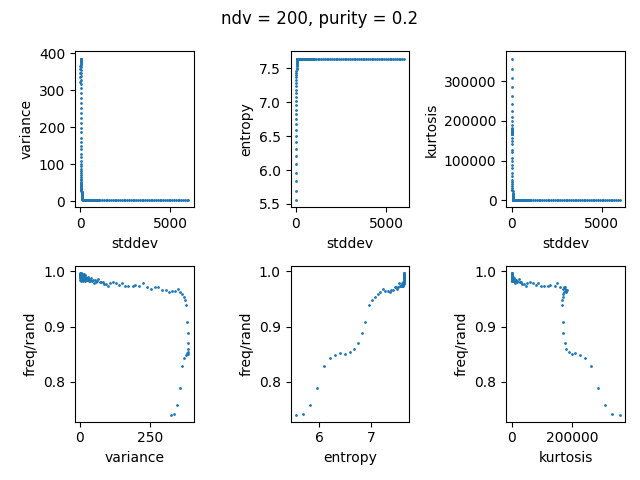 ndv = 200, purity = 0.2
400
300
200
100
0
variance
0
5000
stddev
7.5
7.0
6.5
6.0
5.5
entropy
0
5000
stddev
300000
200000
100000
0
kurtosis
0
5000
stddev
1.0
0.9
0.8
freq/rand
0
250
variance
1.0
0.9
0.8
freq/rand
6
7
entropy
1.0
0.9
0.8
freq/rand
0
200000
kurtosis